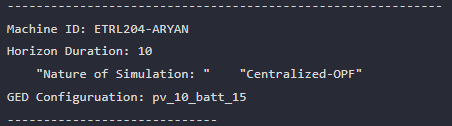 ------------------------------------------------------------
Machine ID: ETRL204-ARYAN
Horizon Duration: 10
    "Nature of Simulation: "    "Centralized-OPF"
GED Configuruation: pv_10_batt_15
-----------------------------